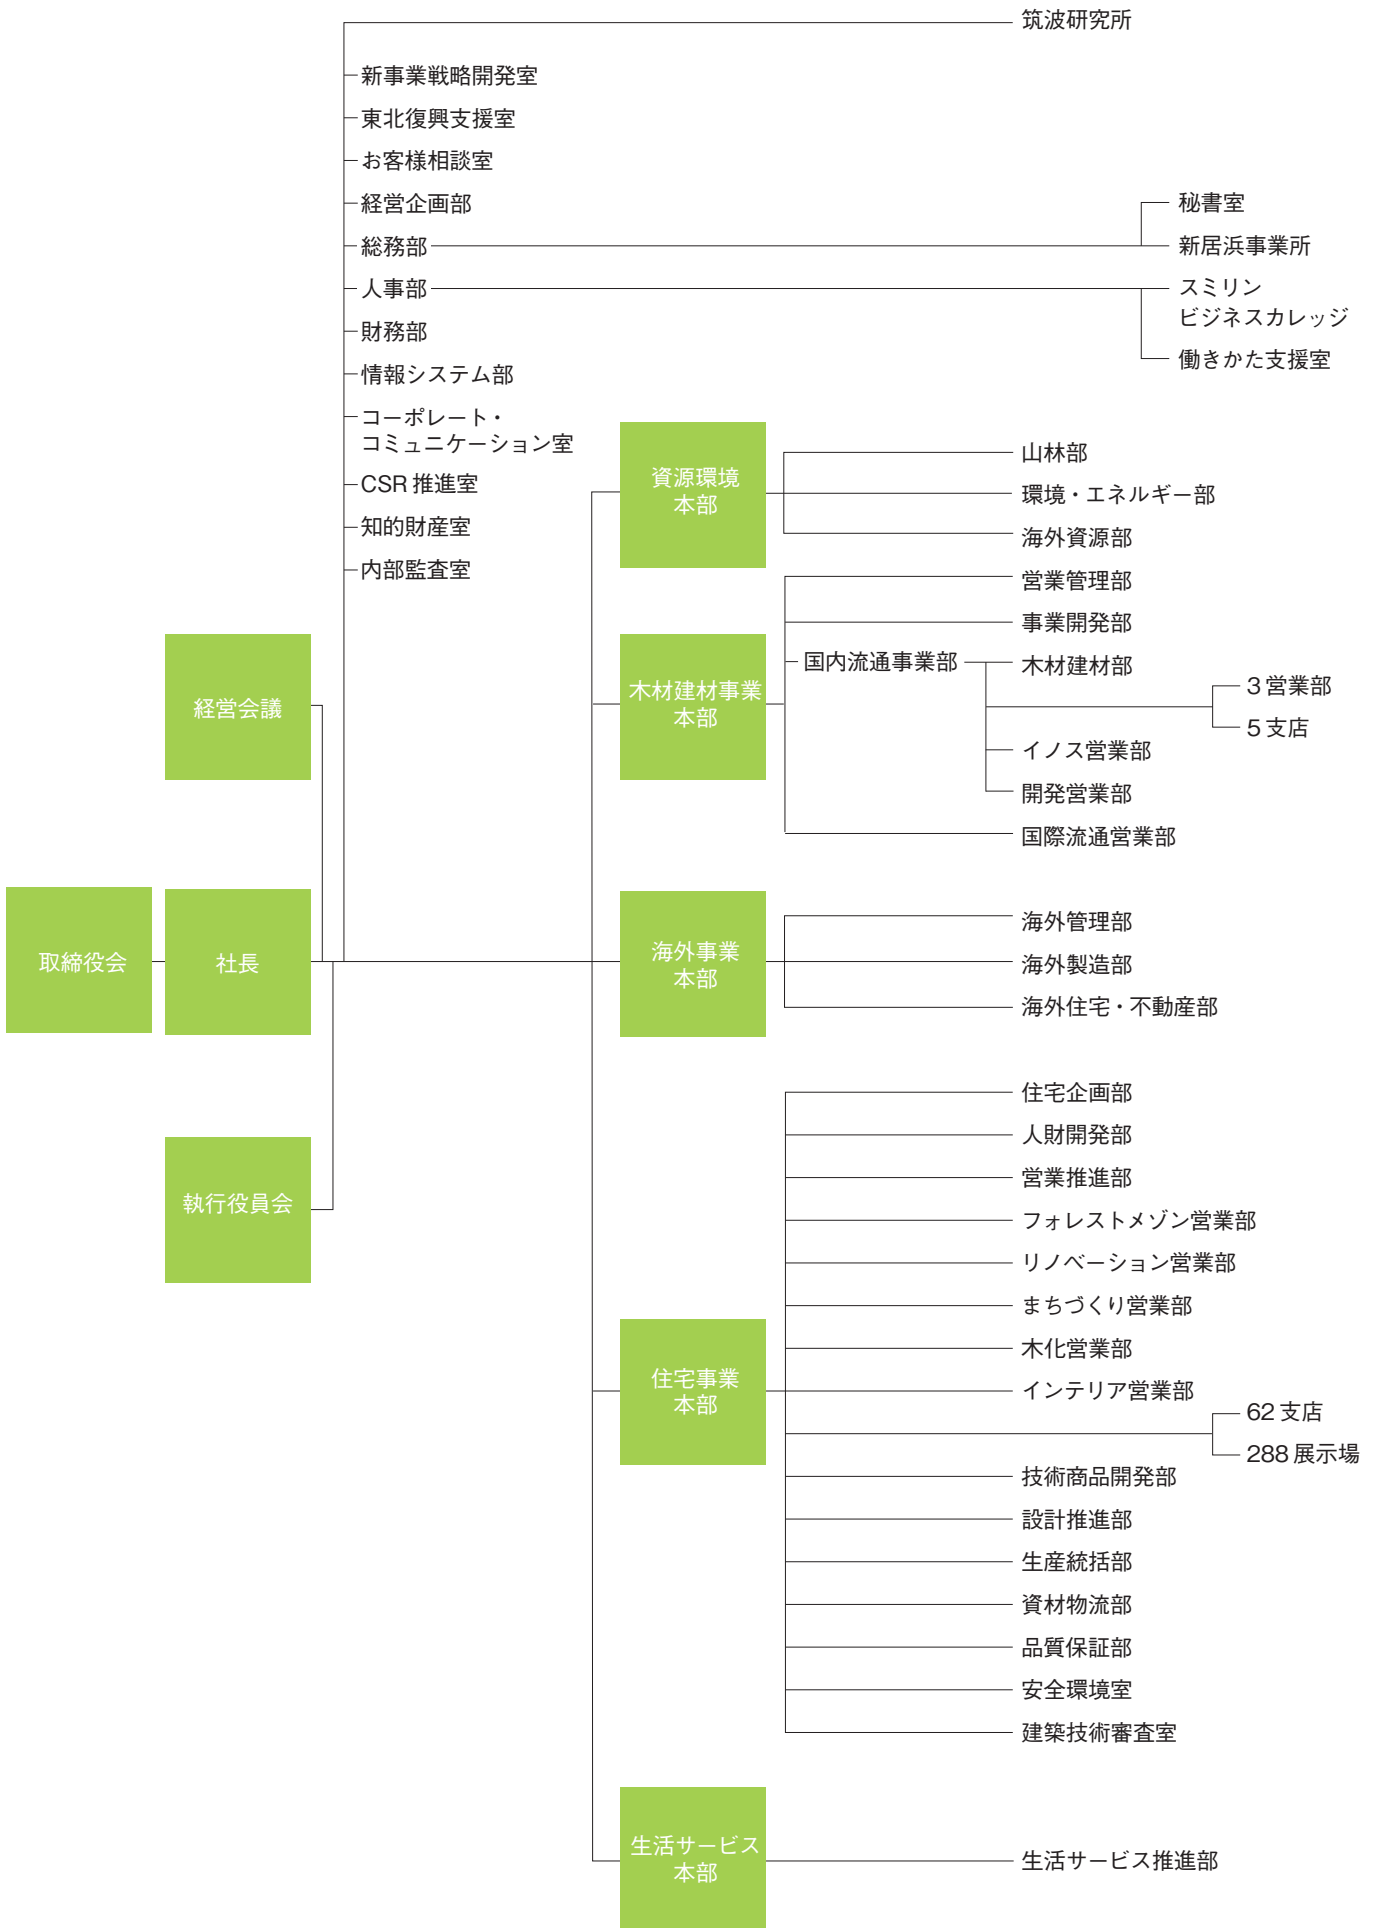 筑波研究所
新事業戦略開発室
東北復興支援室
お客様相談室
経営企画部
総務部
秘書室
新居浜事業所
人事部
スミリン
ビジネスカレッジ
働きかた支援室
財務部
情報システム部
コーポレート・
コミュニケーション室
CSR 推進室
知的財産室
内部監査室
経営会議
取締役会
社長
執行役員会
資源環境
本部
山林部
環境・エネルギー部
海外資源部
木材建材事業
本部
営業管理部
事業開発部
国内流通事業部
木材建材部
3 営業部
5 支店
イノス営業部
開発営業部
国際流通営業部
海外事業
本部
海外管理部
海外製造部
海外住宅・不動産部
住宅事業
本部
住宅企画部
人財開発部
営業推進部
フォレストメゾン営業部
リノベーション営業部
まちづくり営業部
木化営業部
インテリア営業部
62 支店
288 展示場
技術商品開発部
設計推進部
生産統括部
資材物流部
品質保証部
安全環境室
建築技術審査室
生活サービス
本部
生活サービス推進部